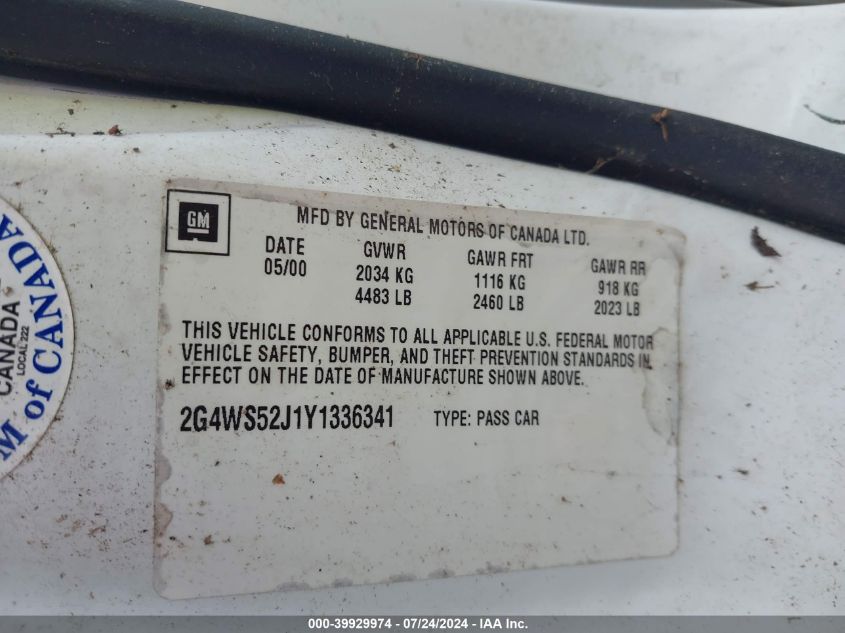 GM
MFD BY GENERAL MOTORS OF CANADA LTD.
DATE GVWR GAWR FRT GAWR RR
05/00 2034 KG 1116 KG 918 KG
4483 LB 2460 LB 2023 LB
THIS VEHICLE CONFORMS TO ALL APPLICABLE U.S. FEDERAL MOTOR
VEHICLE SAFETY, BUMPER, AND THEFT PREVENTION STANDARDS IN
EFFECT ON THE DATE OF MANUFACTURE SHOWN ABOVE.
2G4WS52J1Y1336341 TYPE: PASS CAR
CANADA
LOCAL 222
M of CANADA
000-39929974 / 07/24/2024 - IAA Inc.